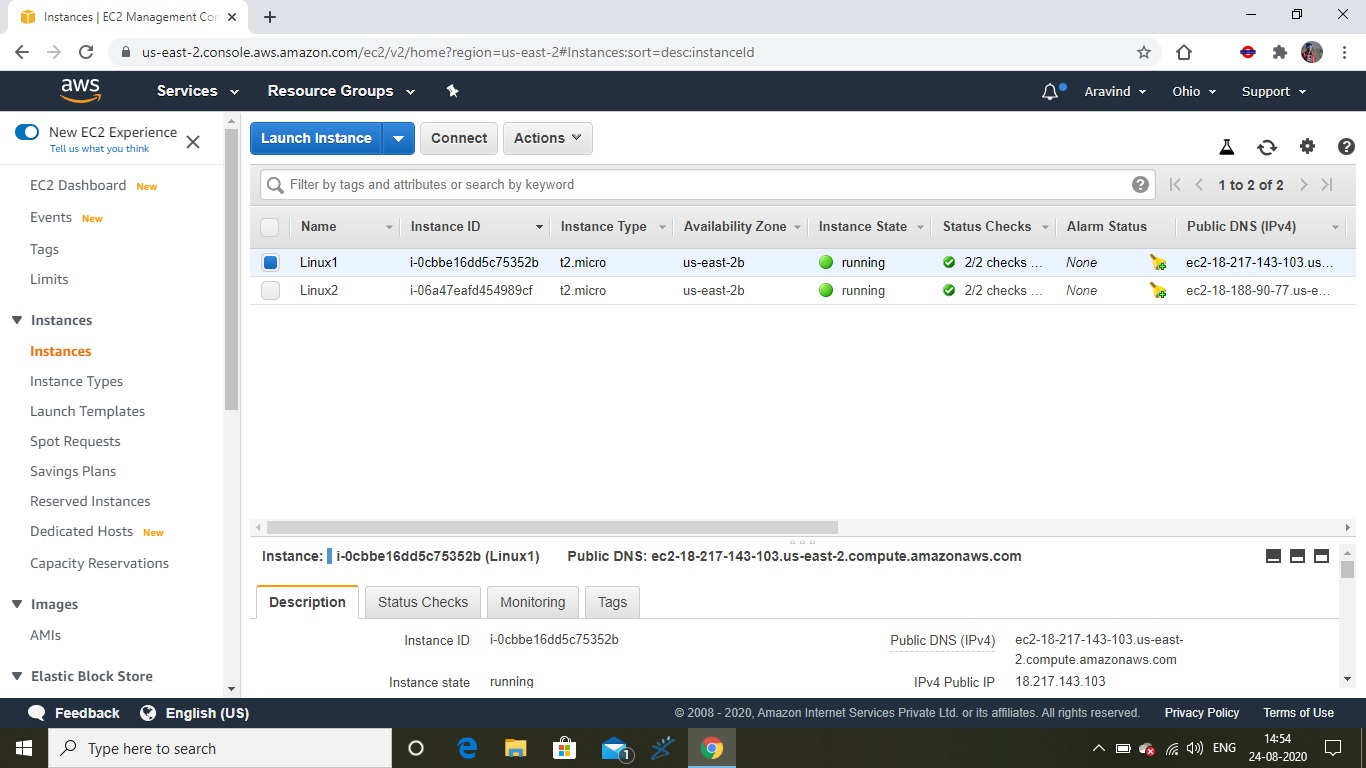 Instances | EC2 Management Con
us-east-2.console.aws.amazon.com/ec2/v2/home?region=us-east-2#Instances:sort=desc:instanceId
aws Services Resource Groups Aravind Ohio Support
New EC2 Experience
Tell us what you think
EC2 Dashboard New
Events New
Tags
Limits
Instances
Instances
Instance Types
Launch Templates
Spot Requests
Savings Plans
Reserved Instances
Dedicated Hosts New
Capacity Reservations
Images
AMIs
Elastic Block Store
Launch Instance Connect Actions
Filter by tags and attributes or search by keyword 1 to 2 of 2
Name Instance ID Instance Type Availability Zone Instance State Status Checks Alarm Status Public DNS (IPv4)
Linux1 i-0cbbe16dd5c75352b t2.micro us-east-2b running 2/2 checks ... None ec2-18-217-143-103.us...
Linux2 i-06a47eafd454989cf t2.micro us-east-2b running 2/2 checks ... None ec2-18-188-90-77.us-e...
Instance: i-0cbbe16dd5c75352b (Linux1) Public DNS: ec2-18-217-143-103.us-east-2.compute.amazonaws.com
Description Status Checks Monitoring Tags
Instance ID i-0cbbe16dd5c75352b Public DNS (IPv4) ec2-18-217-143-103.us-east-
2.compute.amazonaws.com
Instance state running IPv4 Public IP 18.217.143.103
Feedback English (US) © 2008 - 2020, Amazon Internet Services Private Ltd. or its affiliates. All rights reserved. Privacy Policy Terms of Use
Type here to search 1 ENG 14:54
24-08-2020